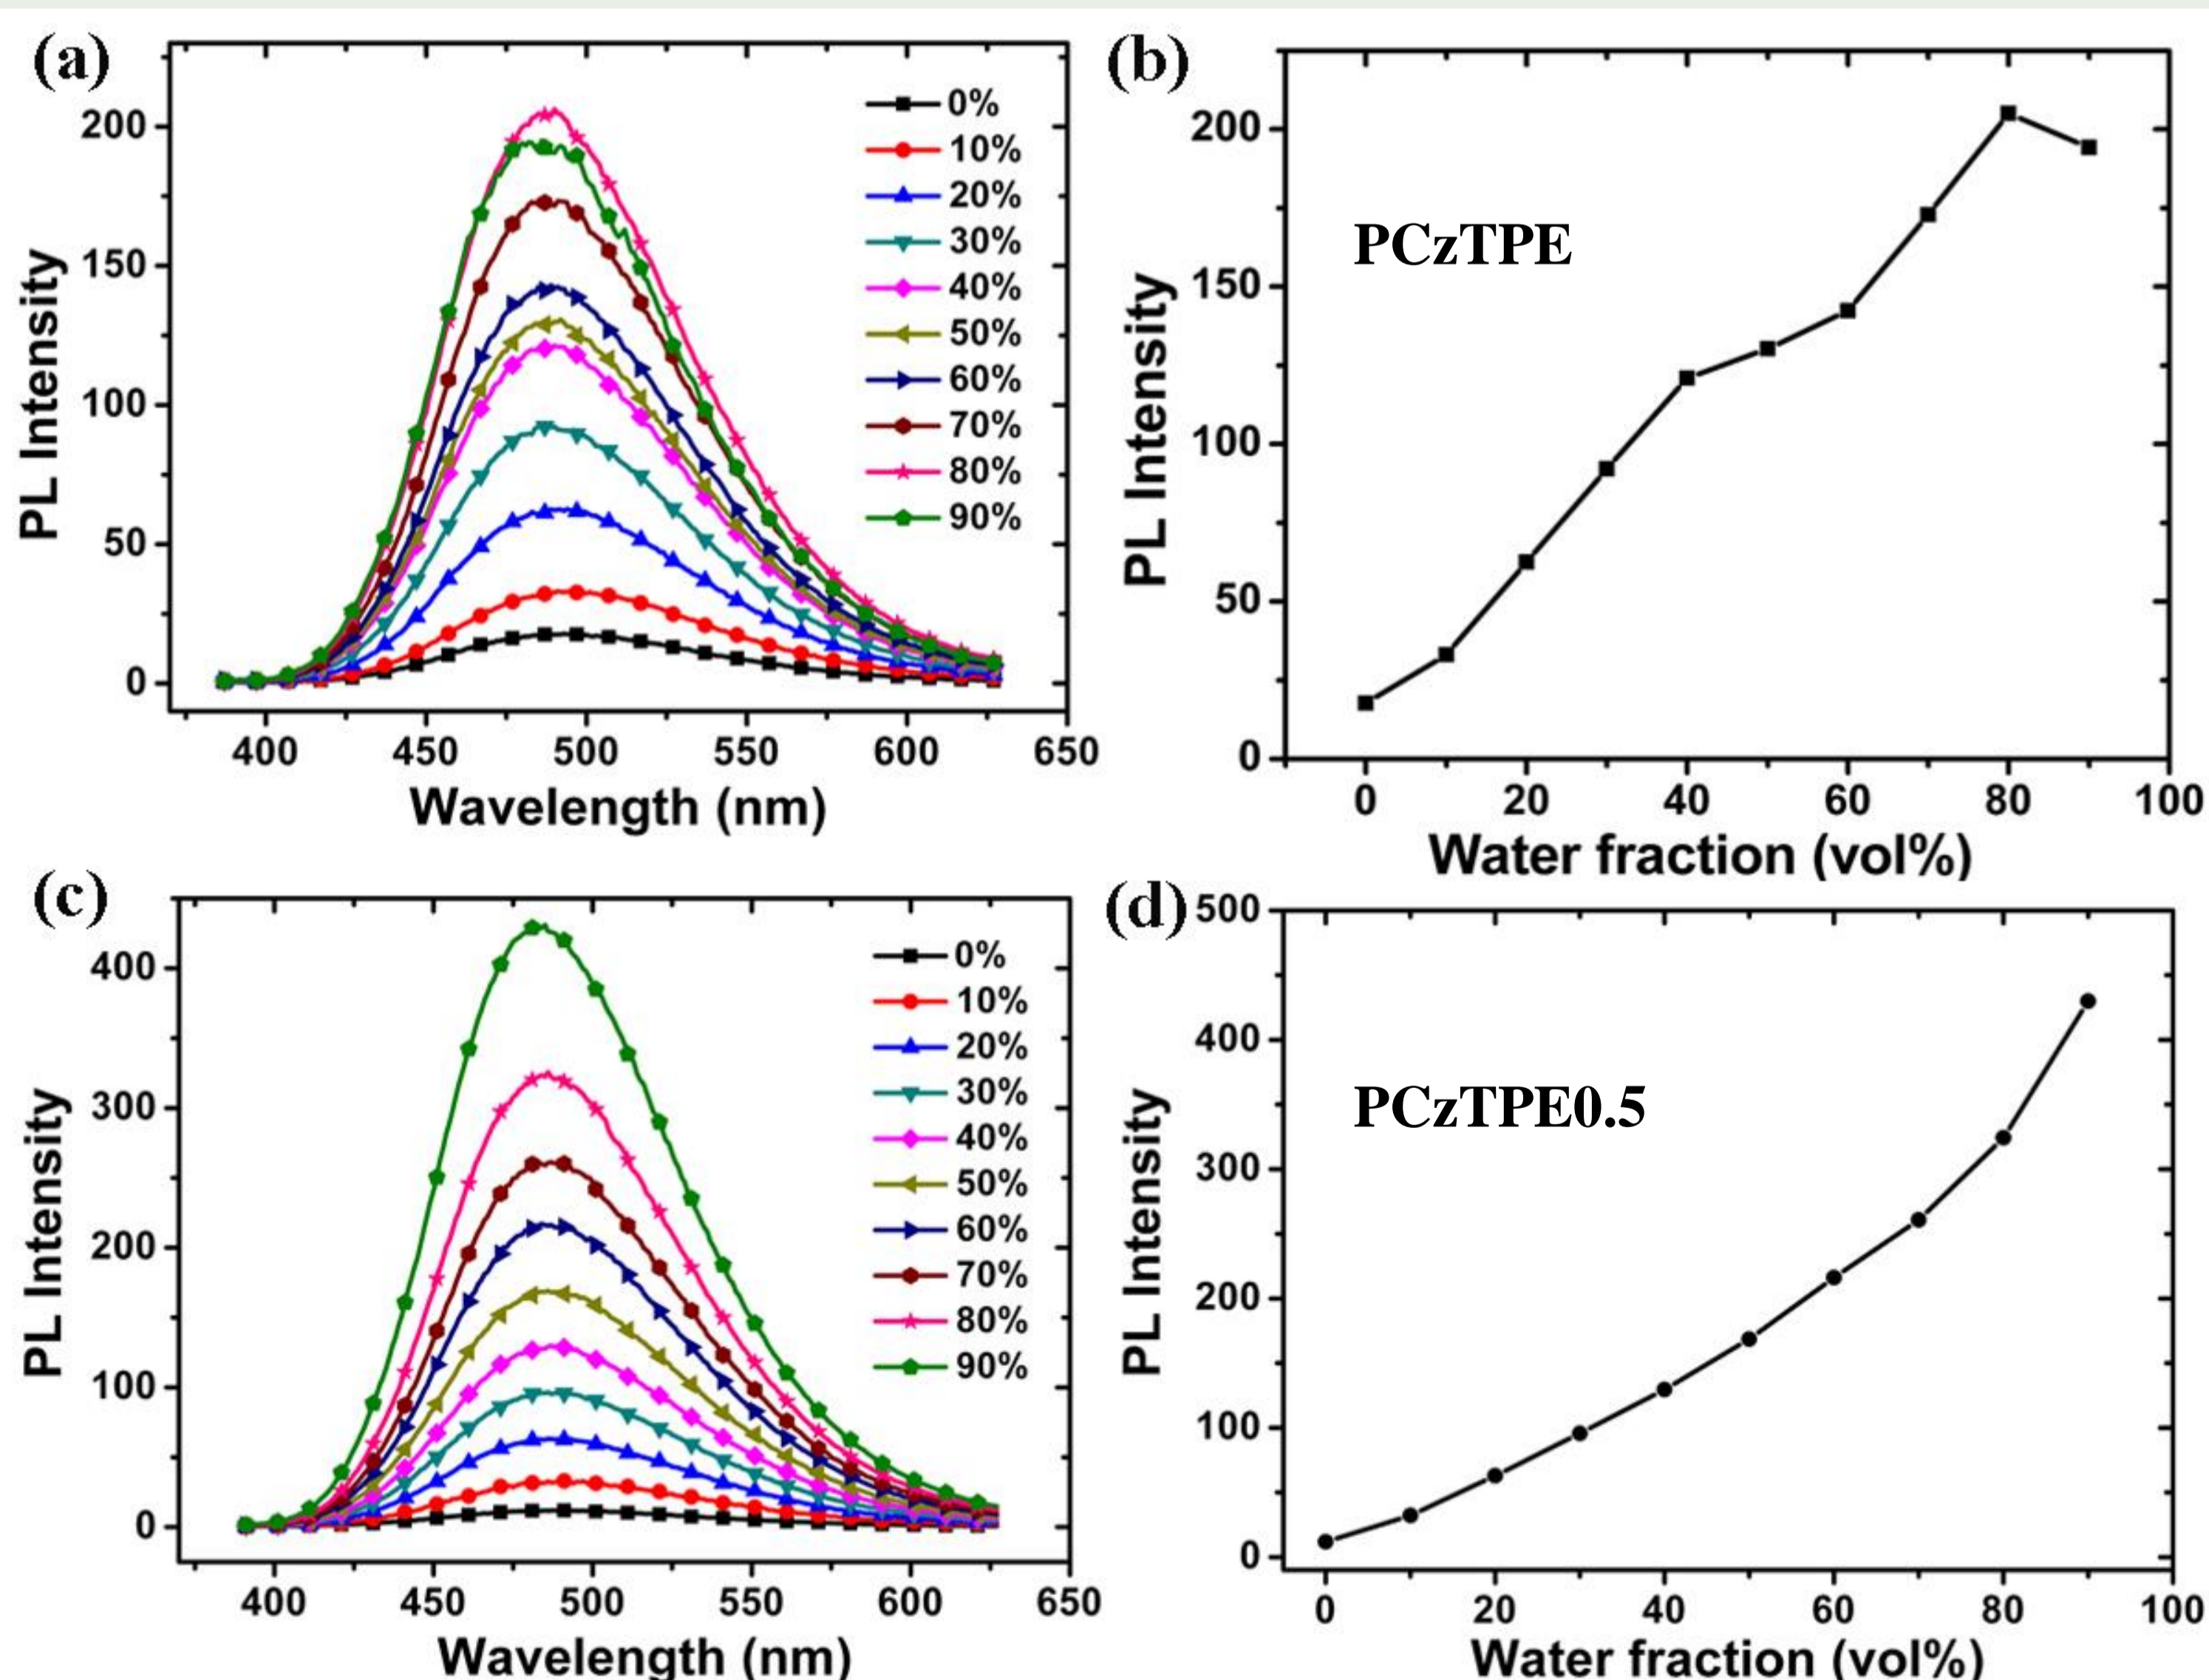 (a)
PL Intensity
200
150
100
50
0
400 450 500 550 600 650
Wavelength (nm)
0%
10%
20%
30%
40%
50%
60%
70%
80%
90%
(b)
PL Intensity
200
150
100
50
0
PCzTPE
0 20 40 60 80 100
Water fraction (vol%)
(c)
PL Intensity
400
300
200
100
0
400 450 500 550 600 650
Wavelength (nm)
0%
10%
20%
30%
40%
50%
60%
70%
80%
90%
(d)
PL Intensity
500
400
300
200
100
0
PCzTPE0.5
0 20 40 60 80 100
Water fraction (vol%)